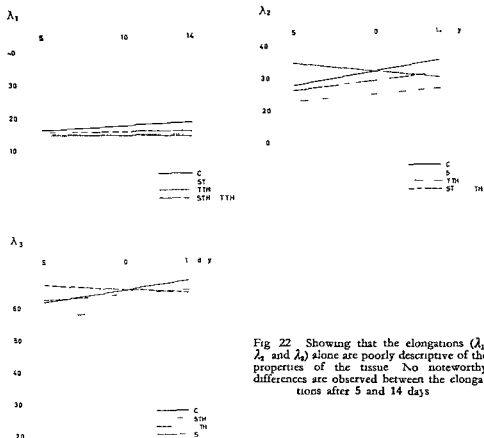 λ₁
5 10 14
40
30
20
10
C
ST
TTH
STH TTH
λ₂
5 0 y
40
30
20
0
C
S
TTH
ST TH
λ₃
5 0 d y
60
50
40
30
20
C
STH
TH
S
Fig 22 Showing that the elongations (λ₁
λ₂ and λ₃) alone are poorly descriptive of the
properties of the tissue No noteworthy
differences are observed between the elonga
tions after 5 and 14 days